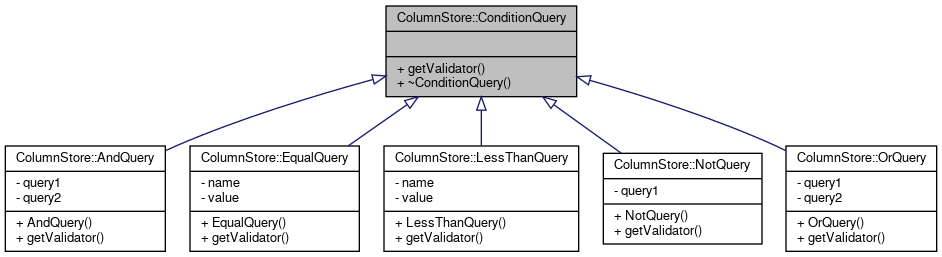 ColumnStore::ConditionQuery
+ getValidator()
+ ~ConditionQuery()
ColumnStore::AndQuery
- query1
- query2
+ AndQuery()
+ getValidator()
ColumnStore::EqualQuery
- name
- value
+ EqualQuery()
+ getValidator()
ColumnStore::LessThanQuery
- name
- value
+ LessThanQuery()
+ getValidator()
ColumnStore::NotQuery
- query1
+ NotQuery()
+ getValidator()
ColumnStore::OrQuery
- query1
- query2
+ OrQuery()
+ getValidator()